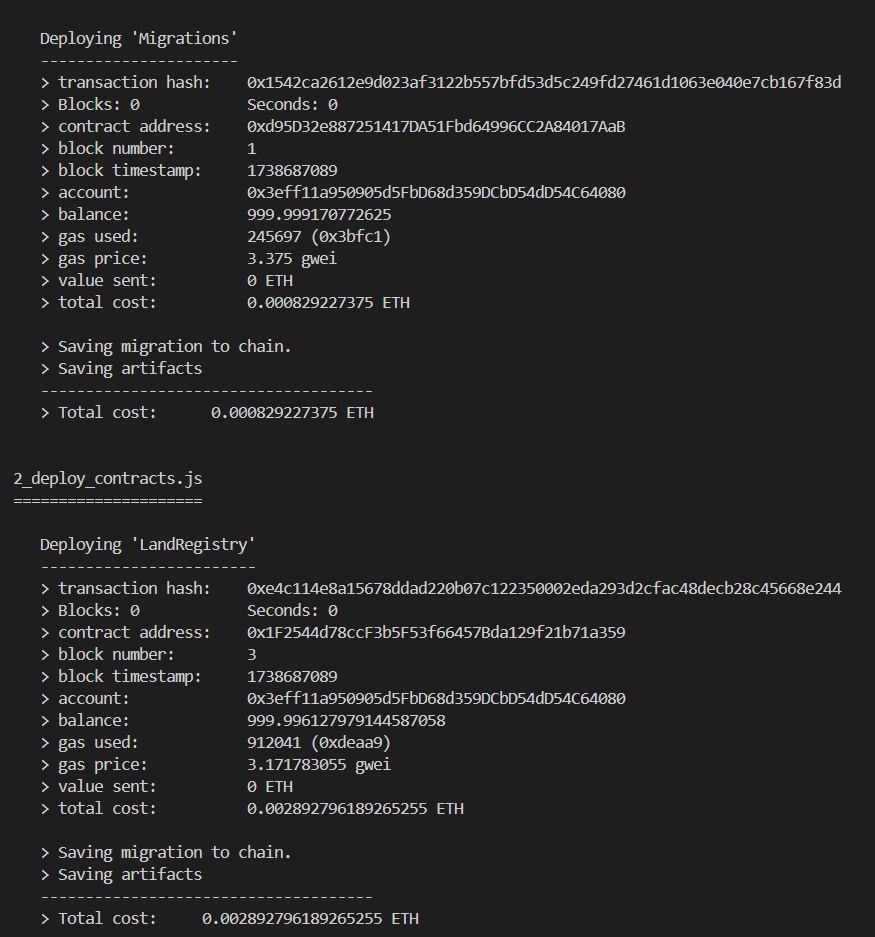 Deploying 'Migrations'
----------------------
> transaction hash:    0x1542ca2612e9d023af3122b557bfd53d5c249fd27461d1063e040e7cb167f83d
> Blocks: 0            Seconds: 0
> contract address:    0xd95D32e887251417DA51Fbd64996CC2A84017AaB
> block number:        1
> block timestamp:     1738687089
> account:             0x3eff11a950905d5FbD68d359DCbD54dD54C64080
> balance:             999.999170772625
> gas used:            245697 (0x3bfc1)
> gas price:           3.375 gwei
> value sent:          0 ETH
> total cost:          0.000829227375 ETH
> Saving migration to chain.
> Saving artifacts
-------------------------------------
> Total cost:      0.000829227375 ETH
2_deploy_contracts.js
=====================
Deploying 'LandRegistry'
------------------------
> transaction hash:    0xe4c114e8a15678ddad220b07c122350002eda293d2cfac48decb28c45668e244
> Blocks: 0            Seconds: 0
> contract address:    0x1F2544d78ccF3b5F53f66457Bda129f21b71a359
> block number:        3
> block timestamp:     1738687089
> account:             0x3eff11a950905d5FbD68d359DCbD54dD54C64080
> balance:             999.996127979144587058
> gas used:            912041 (0xdeaa9)
> gas price:           3.171783055 gwei
> value sent:          0 ETH
> total cost:          0.002892796189265255 ETH
> Saving migration to chain.
> Saving artifacts
-------------------------------------
> Total cost:     0.002892796189265255 ETH